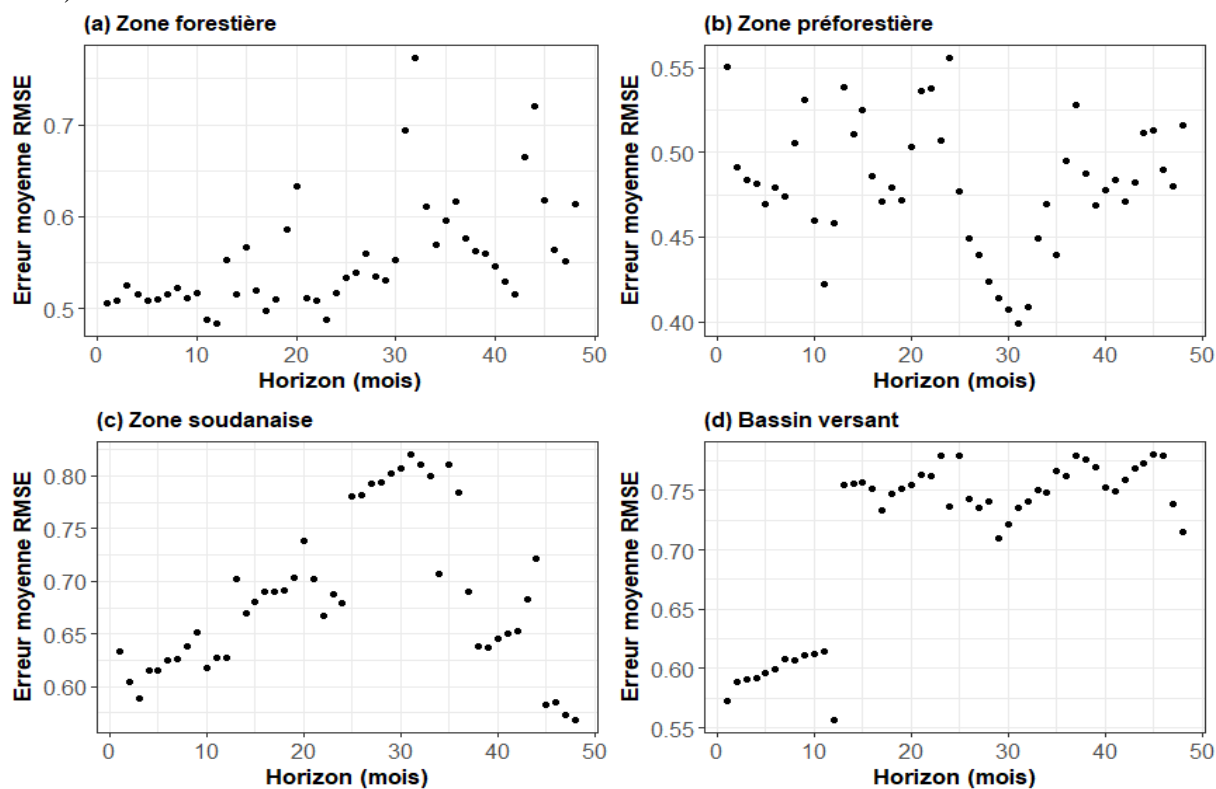 (a) Zone forestière
Erreur moyenne RMSE
0.7
0.6
0.5
0 10 20 30 40 50
Horizon (mois)
(b) Zone préforestière
Erreur moyenne RMSE
0.55
0.50
0.45
0.40
0 10 20 30 40 50
Horizon (mois)
(c) Zone soudanaise
Erreur moyenne RMSE
0.80
0.75
0.70
0.65
0.60
0 10 20 30 40 50
Horizon (mois)
(d) Bassin versant
Erreur moyenne RMSE
0.75
0.70
0.65
0.60
0.55
0 10 20 30 40 50
Horizon (mois)